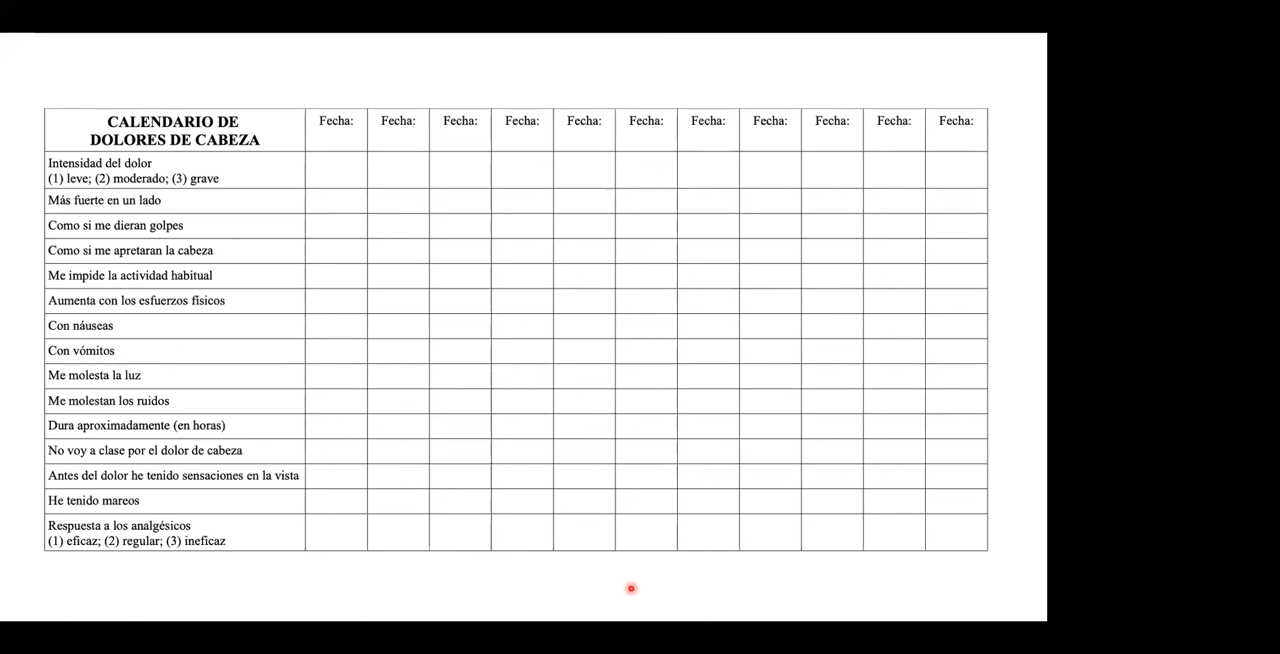 CALENDARIO DE
DOLORES DE CABEZA
Fecha: Fecha: Fecha: Fecha: Fecha: Fecha: Fecha: Fecha: Fecha: Fecha: Fecha:
Intensidad del dolor
(1) leve; (2) moderado; (3) grave
Más fuerte en un lado
Como si me dieran golpes
Como si me apretaran la cabeza
Me impide la actividad habitual
Aumenta con los esfuerzos físicos
Con náuseas
Con vómitos
Me molesta la luz
Me molestan los ruidos
Dura aproximadamente (en horas)
No voy a clase por el dolor de cabeza
Antes del dolor he tenido sensaciones en la vista
He tenido mareos
Respuesta a los analgésicos
(1) eficaz; (2) regular; (3) ineficaz